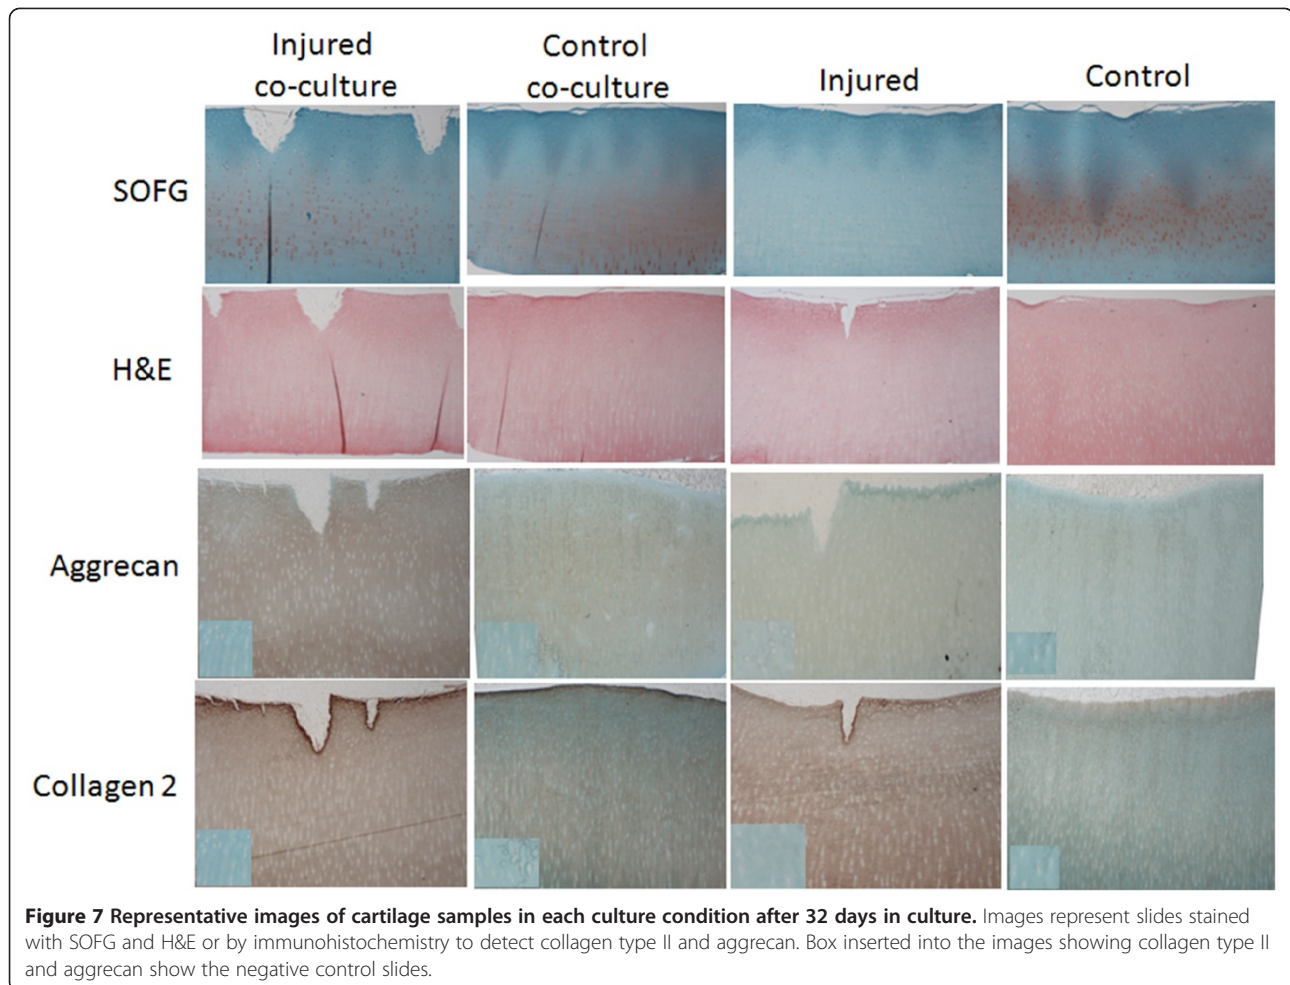 Injured
co-culture
Control
co-culture
Injured
Control
SOFG
H&E
Aggrecan
Collagen 2
Figure 7 Representative images of cartilage samples in each culture condition after 32 days in culture. Images represent slides stained
with SOFG and H&E or by immunohistochemistry to detect collagen type II and aggrecan. Box inserted into the images showing collagen type II
and aggrecan show the negative control slides.